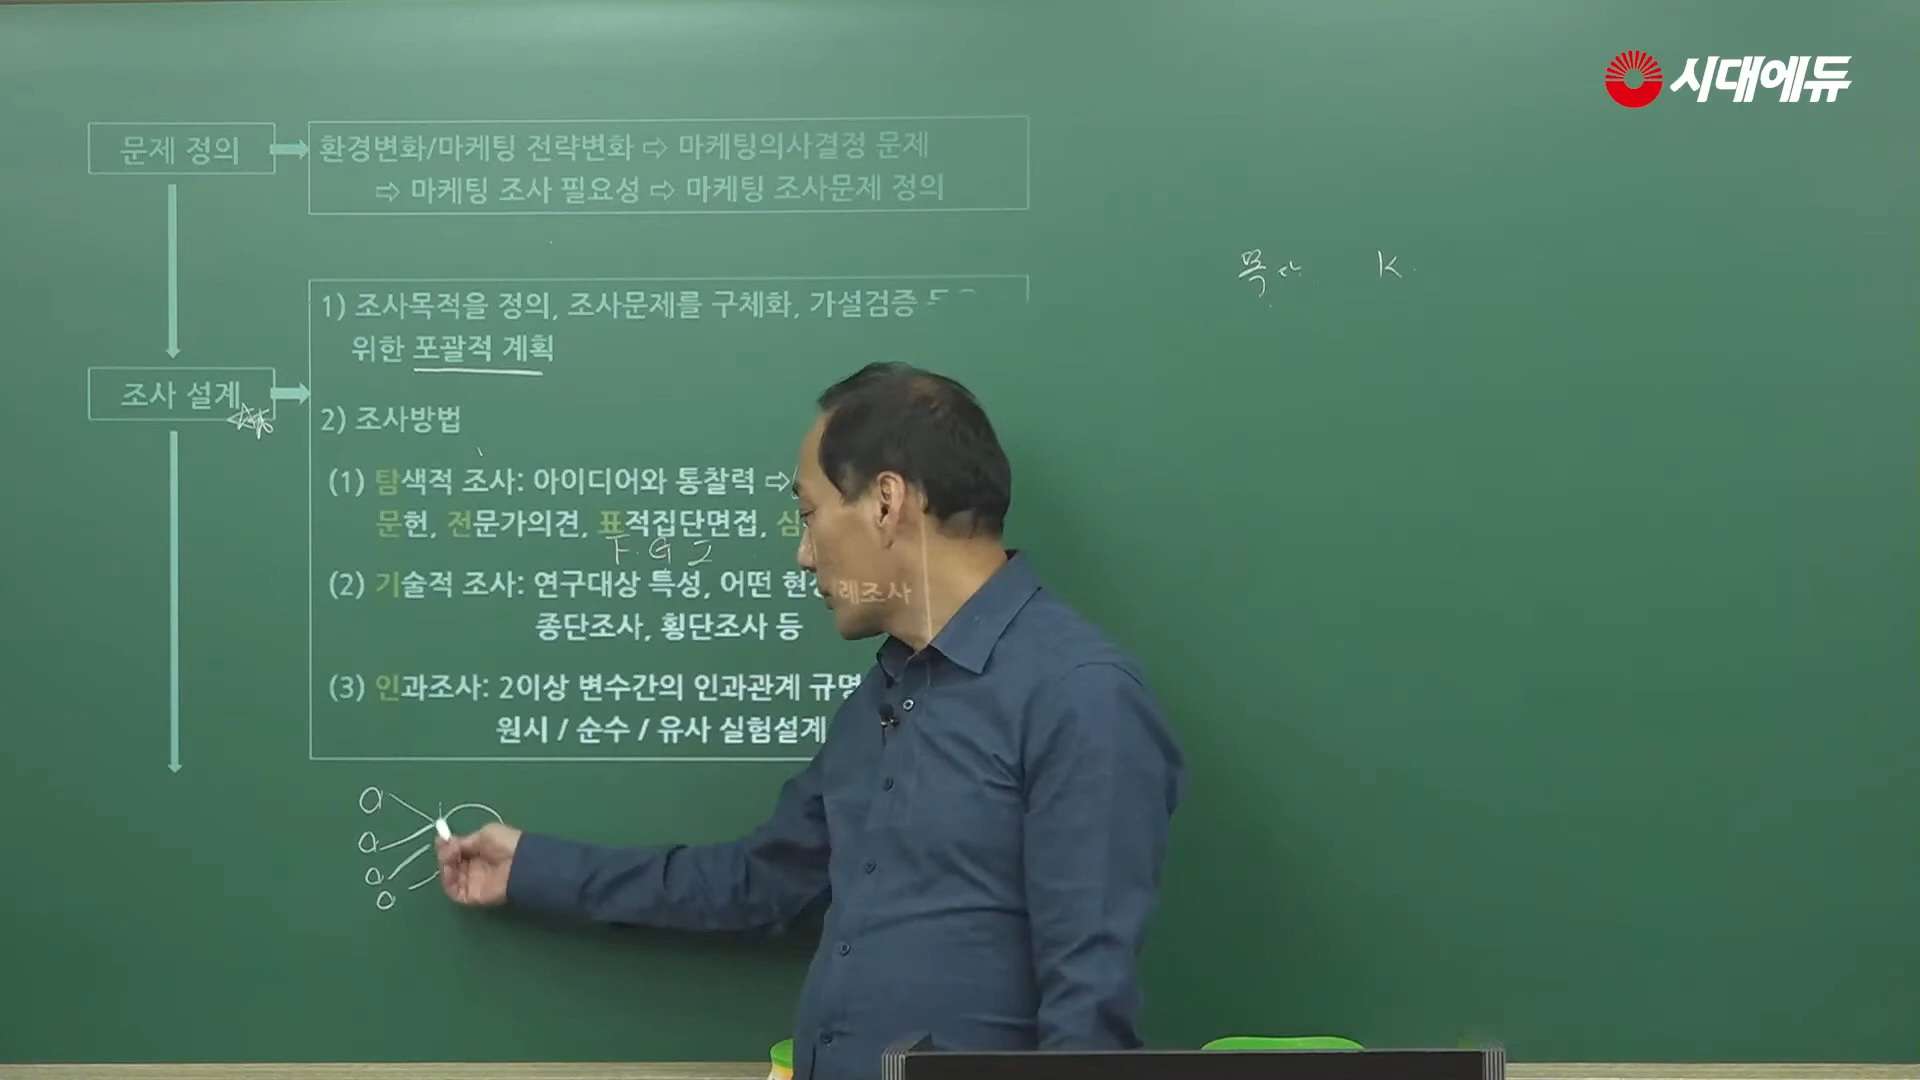 시대에듀
문제 정의
환경변화/마케팅 전략변화 ⇨ 마케팅의사결정 문제
⇨ 마케팅 조사 필요성 ⇨ 마케팅 조사문제 정의
K
1) 조사목적을 정의, 조사문제를 구체화, 가설검증
위한 포괄적 계획
조사 설계
2) 조사방법
(1) 탐색적 조사: 아이디어와 통찰력 ⇨
문헌, 전문가의견, 표적집단면접, 심
F.G I
(2) 기술적 조사: 연구대상 특성, 어떤
례조사
종단조사, 횡단조사 등
(3) 인과조사: 2이상 변수간의 인과관계 규명
원시 / 순수 / 유사 실험설계